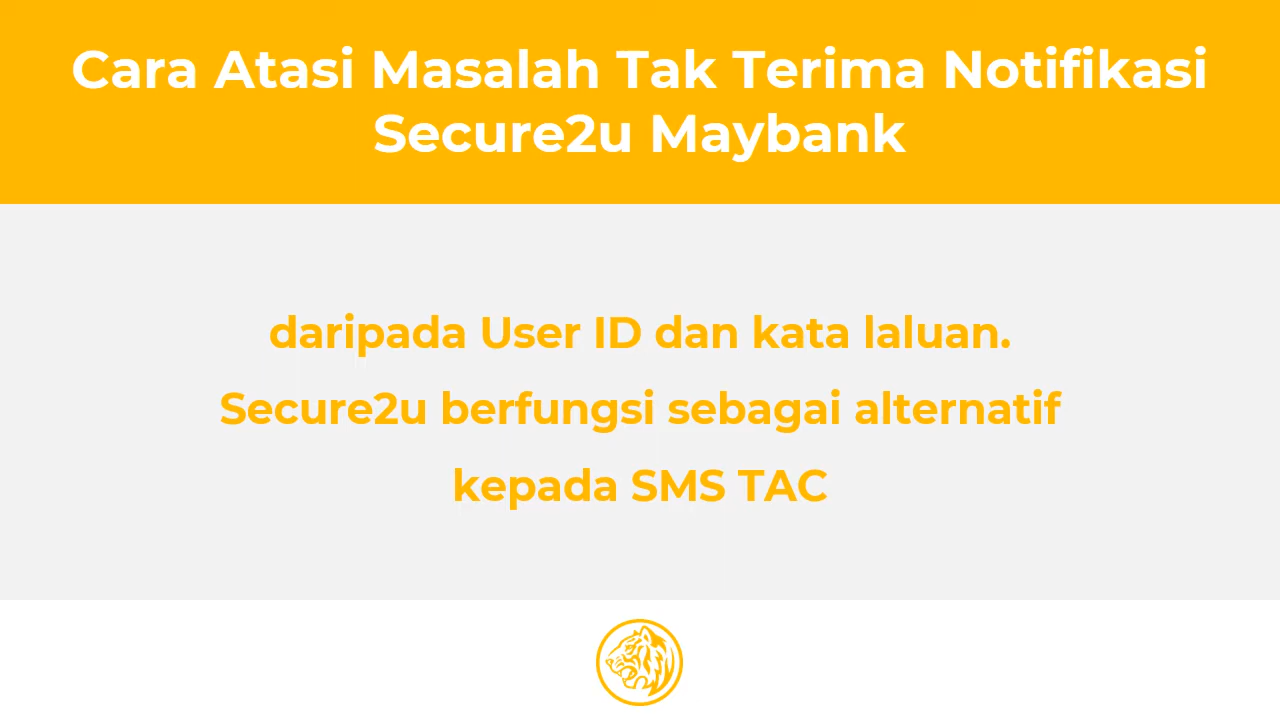 Cara Atasi Masalah Tak Terima Notifikasi
Secure2u Maybank
daripada User ID dan kata laluan.
Secure2u berfungsi sebagai alternatif
kepada SMS TAC